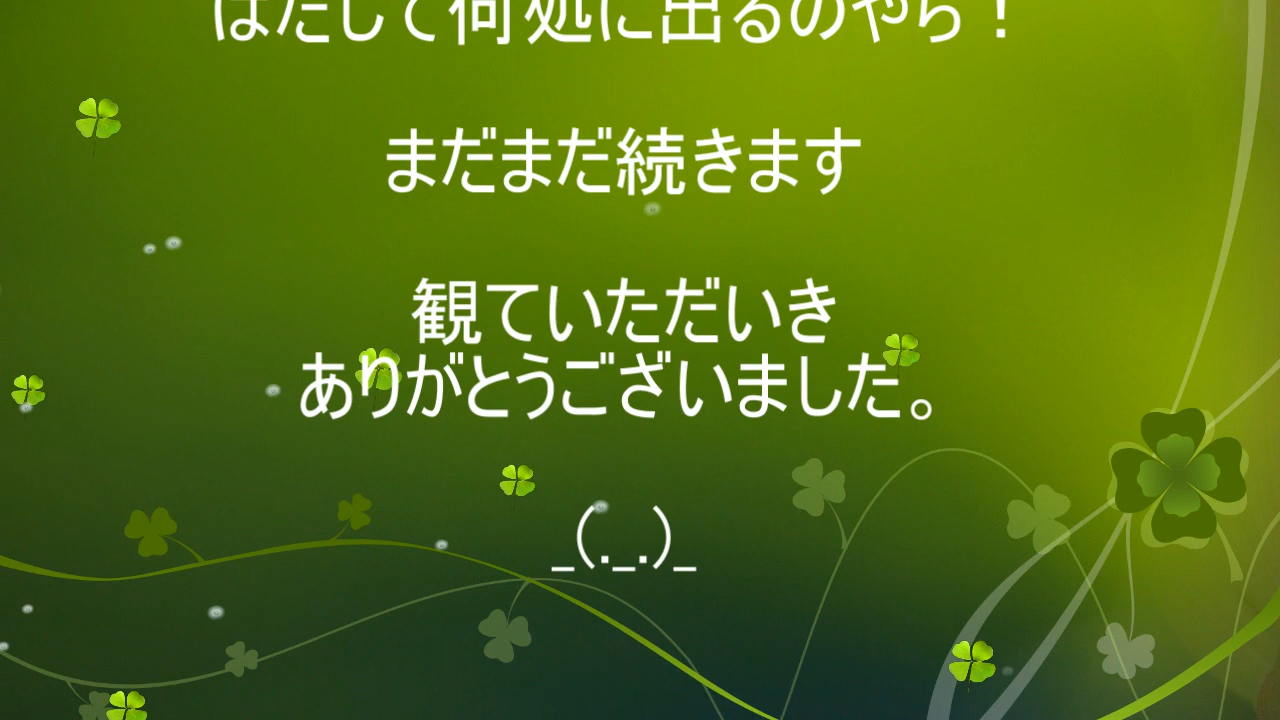 はたして何処に出るのやら！
まだまだ続きます
観ていただいき
ありがとうございました。
_(._.)_